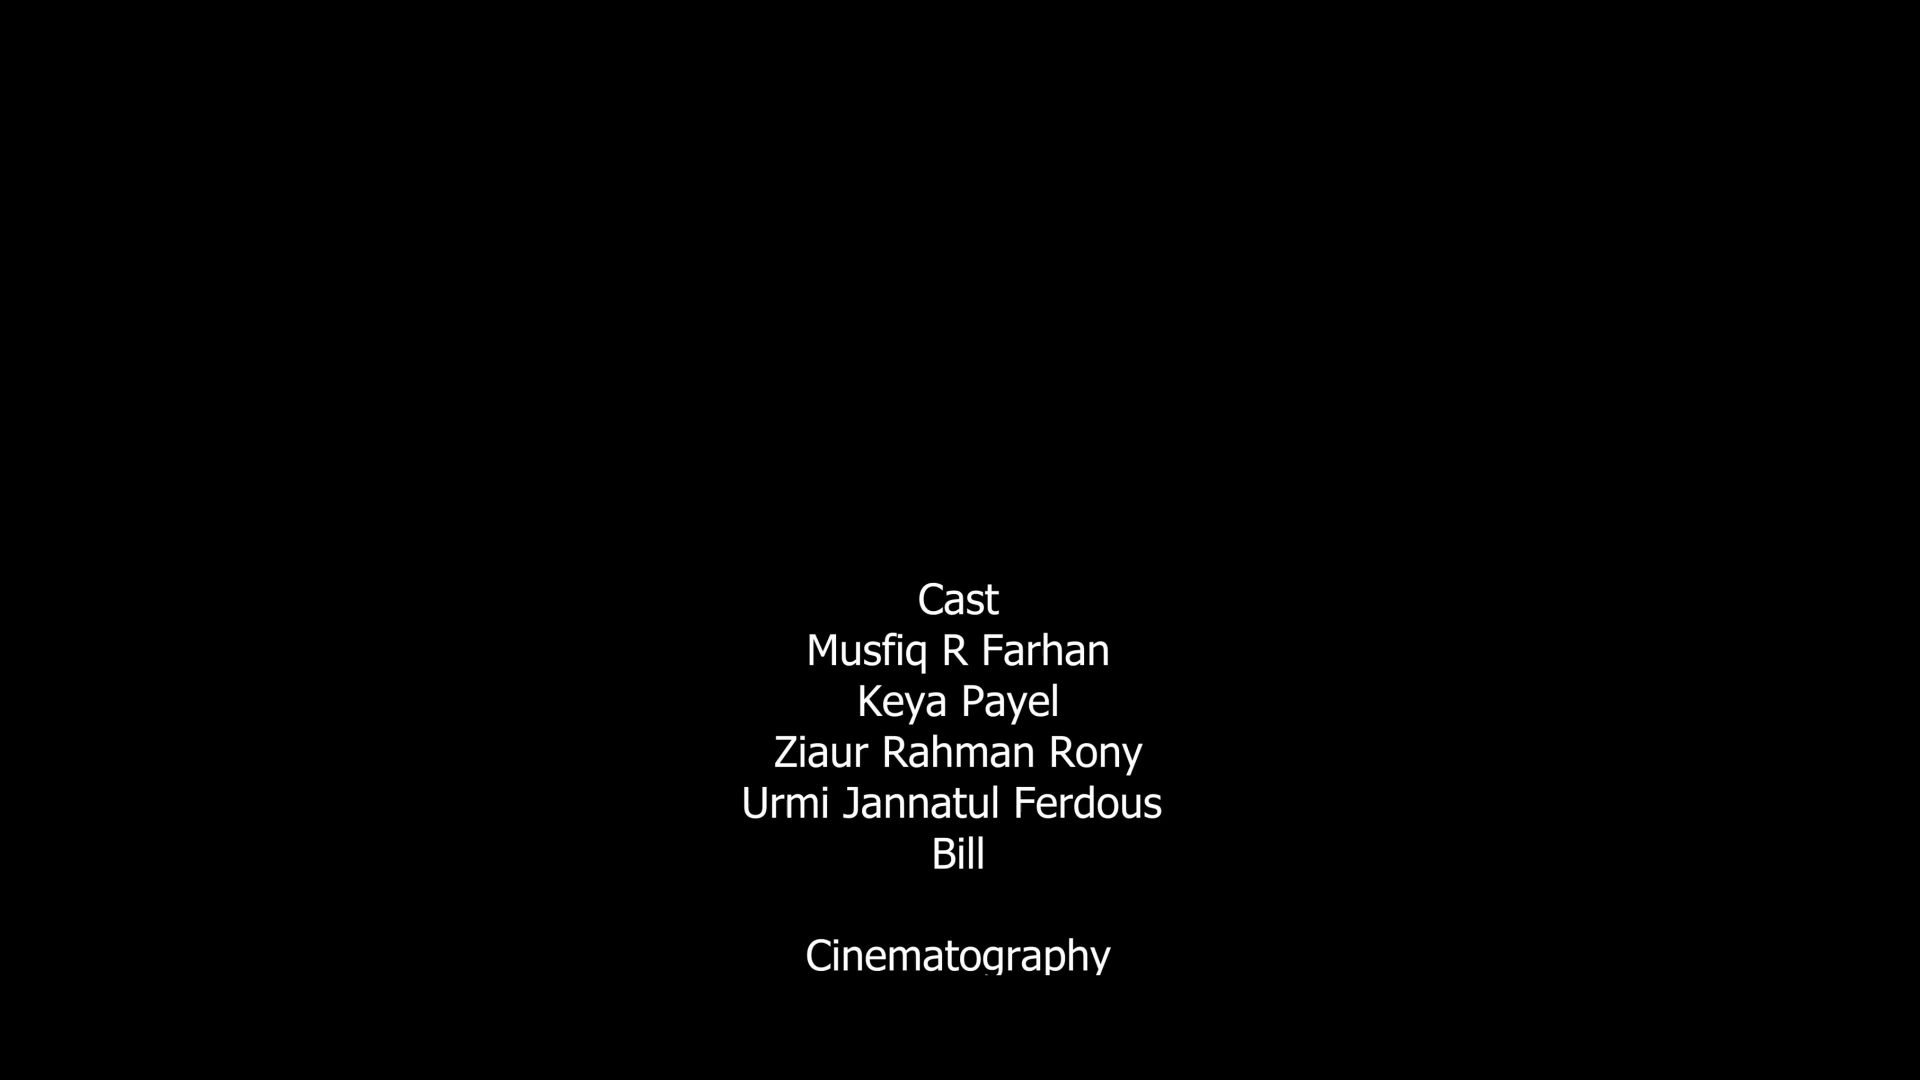 Cast
Musfiq R Farhan
Keya Payel
Ziaur Rahman Rony
Urmi Jannatul Ferdous
Bill
Cinematography